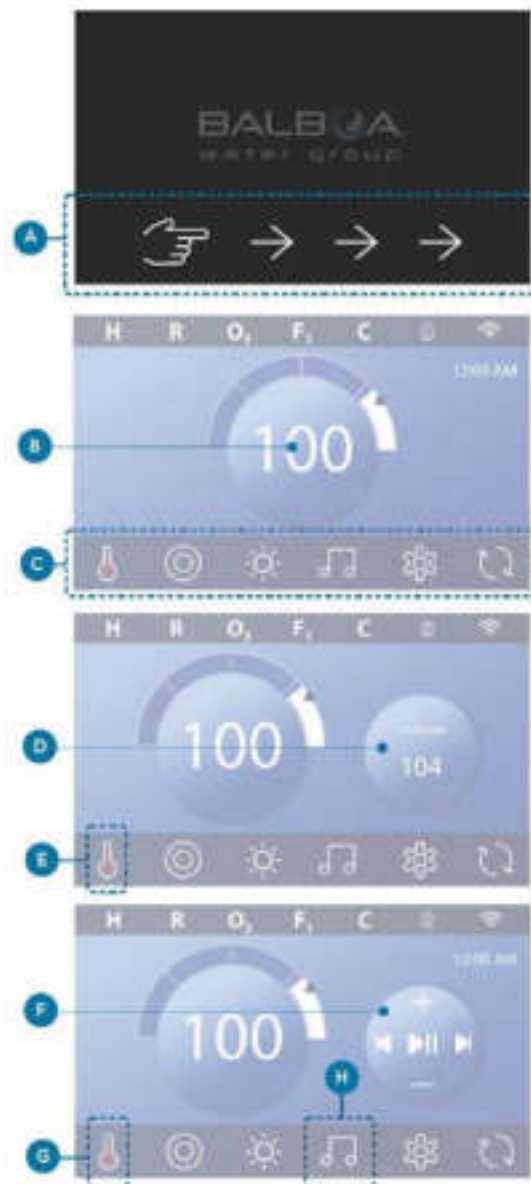 BALBOA
water group
A
H R O₃ F₁ C
12:00 AM
B
100
C
H R O₃ F₁ C
D
100
104
E
H R O₃ F₁ C
12:00 AM
F
100
H
G